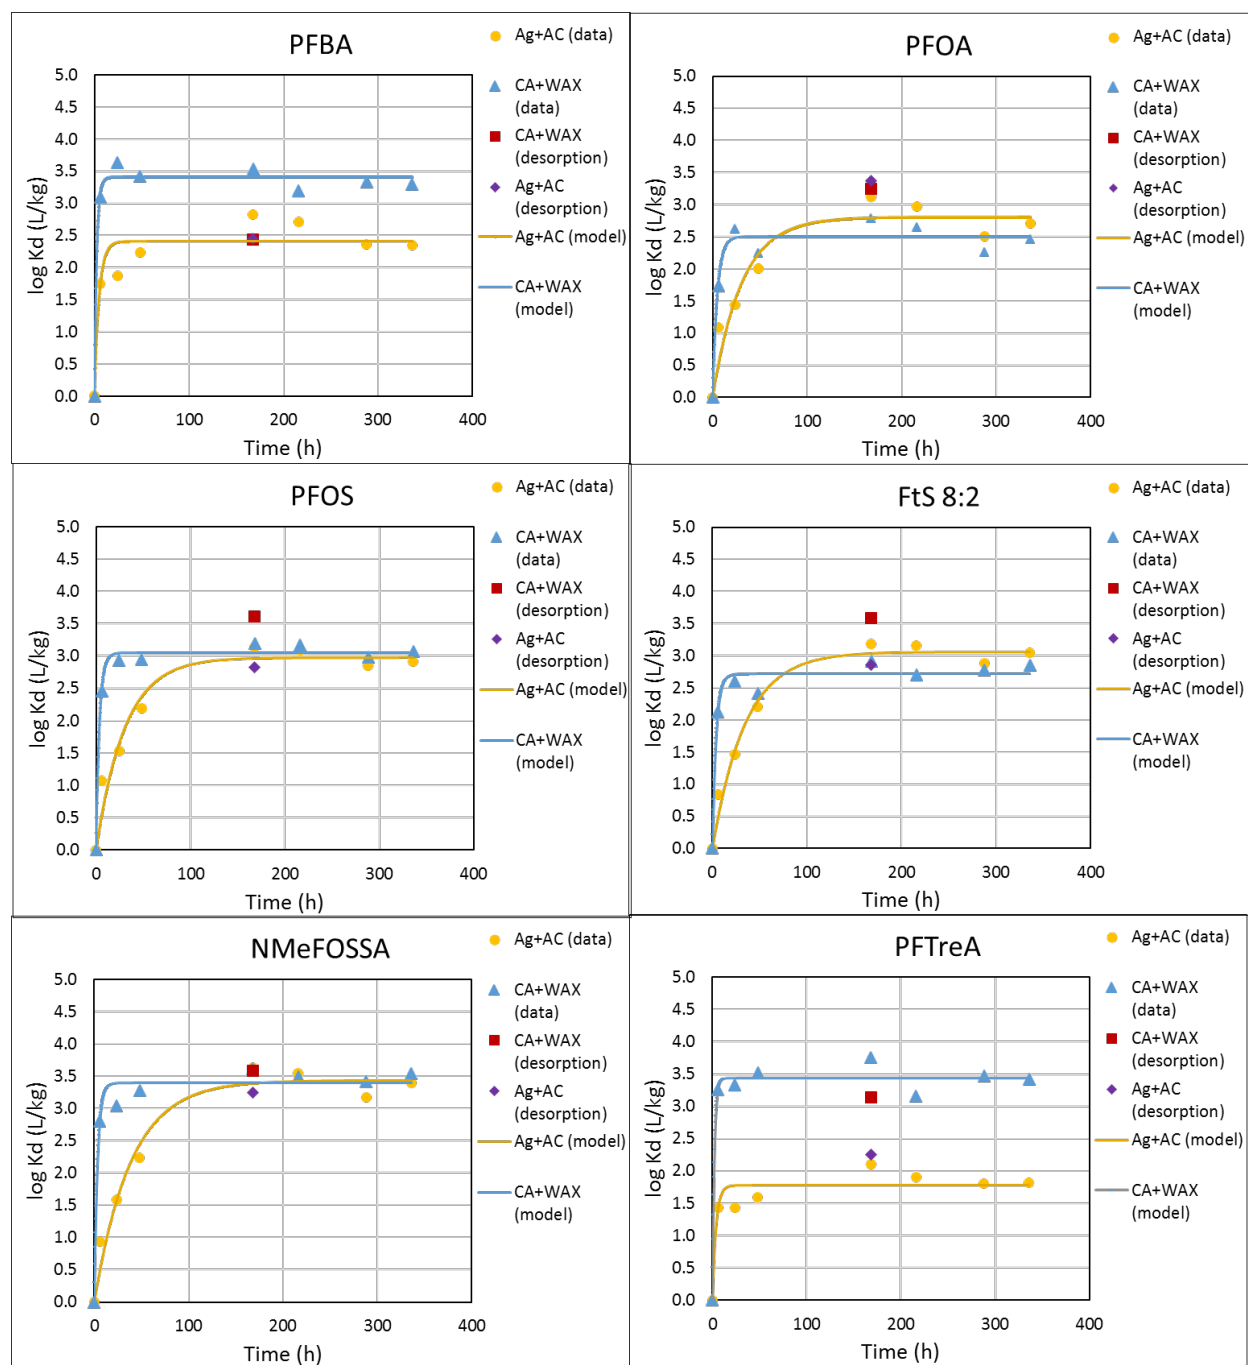 PFBA
5.0
4.5
4.0
3.5
3.0
2.5
2.0
1.5
1.0
0.5
0.0
log Kd (L/kg)
0 100 200 300 400
Time (h)
Ag+AC (data)
CA+WAX
(data)
CA+WAX
(desorption)
Ag+AC
(desorption)
Ag+AC (model)
CA+WAX
(model)
PFOA
5.0
4.5
4.0
3.5
3.0
2.5
2.0
1.5
1.0
0.5
0.0
log Kd (L/kg)
0 100 200 300 400
Time (h)
Ag+AC (data)
CA+WAX
(data)
CA+WAX
(desorption)
Ag+AC
(desorption)
Ag+AC (model)
CA+WAX
(model)
PFOS
5.0
4.5
4.0
3.5
3.0
2.5
2.0
1.5
1.0
0.5
0.0
log Kd (L/kg)
0 100 200 300 400
Time (h)
Ag+AC (data)
CA+WAX
(data)
CA+WAX
(desorption)
Ag+AC
(desorption)
Ag+AC (model)
CA+WAX
(model)
FtS 8:2
5.0
4.5
4.0
3.5
3.0
2.5
2.0
1.5
1.0
0.5
0.0
log Kd (L/kg)
0 100 200 300 400
Time (h)
Ag+AC (data)
CA+WAX
(data)
CA+WAX
(desorption)
Ag+AC
(desorption)
Ag+AC (model)
CA+WAX
(model)
NMeFOSSA
5.0
4.5
4.0
3.5
3.0
2.5
2.0
1.5
1.0
0.5
0.0
log Kd (L/kg)
0 100 200 300 400
Time (h)
Ag+AC (data)
CA+WAX
(data)
CA+WAX
(desorption)
Ag+AC
(desorption)
Ag+AC (model)
CA+WAX
(model)
PFTreA
5.0
4.5
4.0
3.5
3.0
2.5
2.0
1.5
1.0
0.5
0.0
log Kd (L/kg)
0 100 200 300 400
Time (h)
Ag+AC (data)
CA+WAX
(data)
CA+WAX
(desorption)
Ag+AC
(desorption)
Ag+AC (model)
CA+WAX
(model)